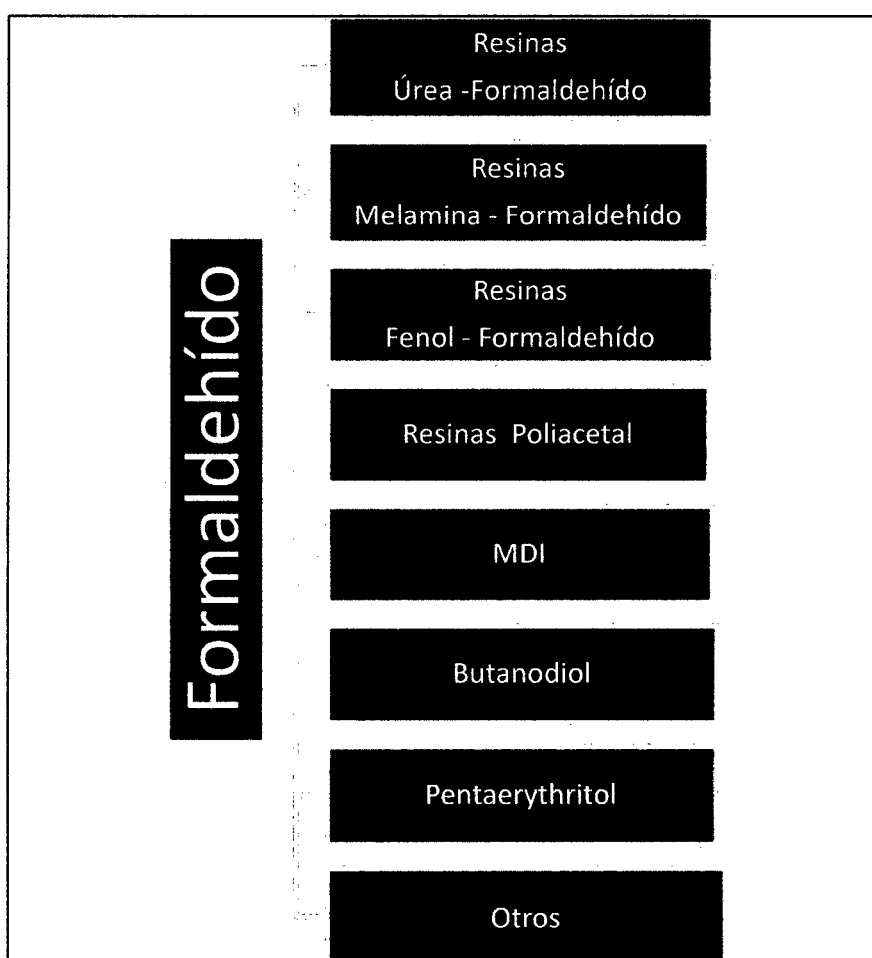 Formaldehído
Resinas
Úrea -Formaldehído
Resinas
Melamina - Formaldehído
Resinas
Fenol - Formaldehído
Resinas Poliacetal
MDI
Butanodiol
Pentaerythritol
Otros